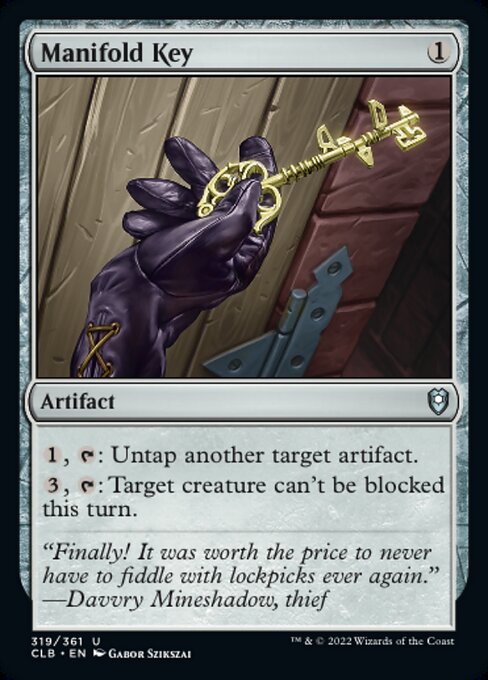 Manifold Key 1
Artifact
1, T: Untap another target artifact.
3, T: Target creature can't be blocked
this turn.
“Finally! It was worth the price to never
have to fiddle with lockpicks ever again.”
—Davvry Mineshadow, thief
319/361 U
CLB • EN Gabor Szikszai
™ & © 2022 Wizards of the Coast